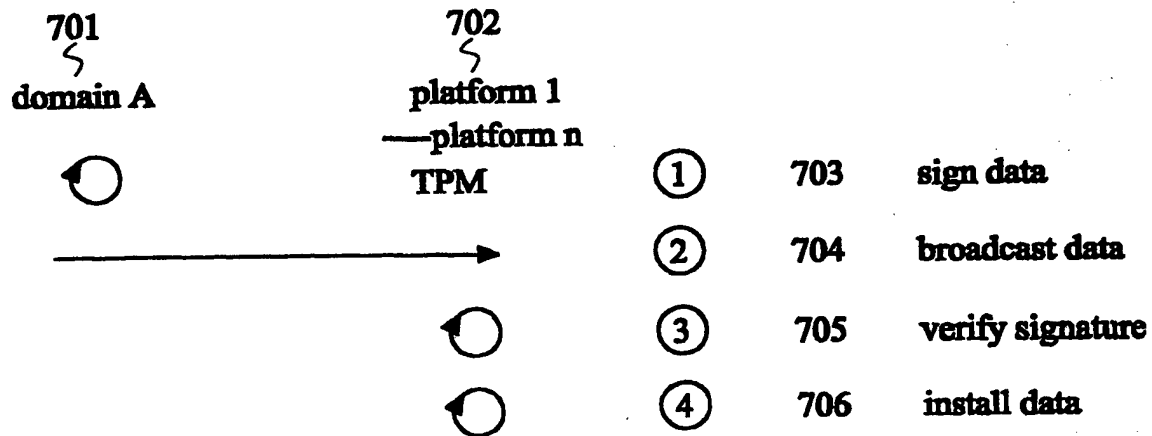 701 702
domain A platform 1
—platform n
TPM ① 703 sign data
② 704 broadcast data
③ 705 verify signature
④ 706 install data